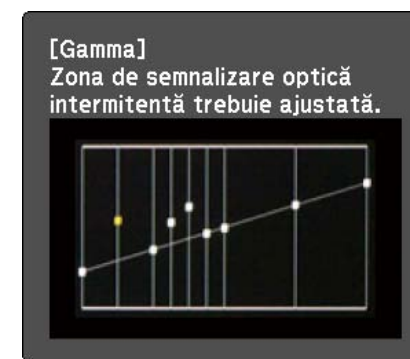 [Gamma]
Zona de semnalizare optică
intermitentă trebuie ajustată.